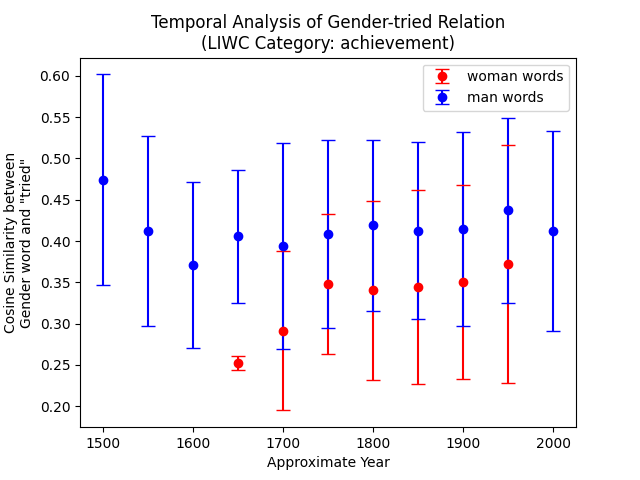 Temporal Analysis of Gender-tried Relation
(LIWC Category: achievement)
woman words
man words
0.60
0.55
0.50
0.45
0.40
0.35
0.30
0.25
0.20
Cosine Similarity between
Gender word and "tried"
1500
1600
1700
1800
1900
2000
Approximate Year